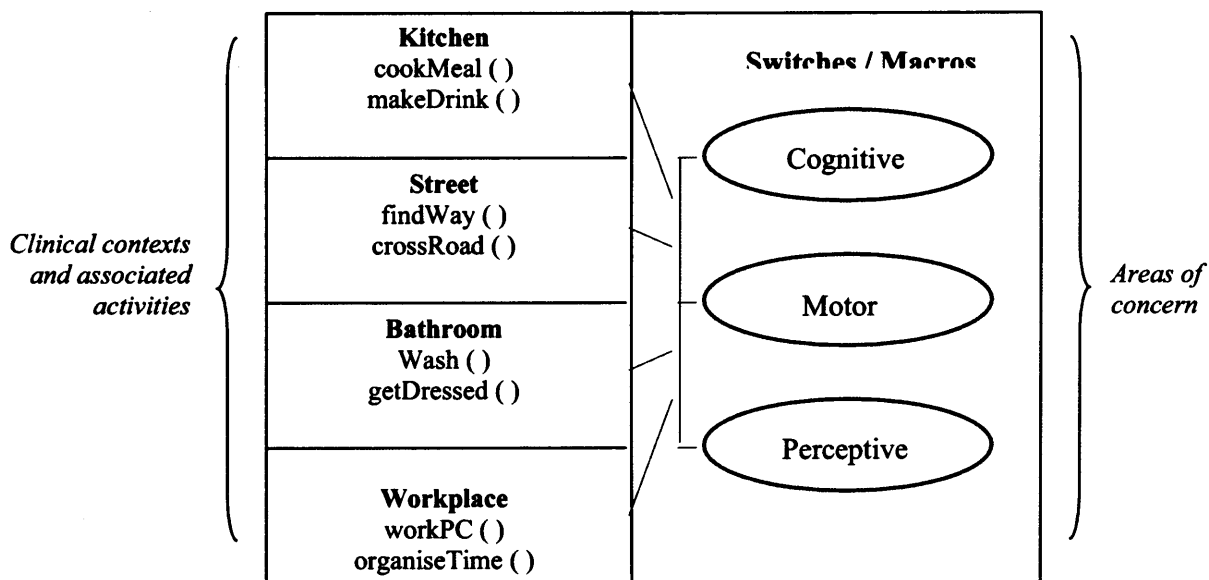 Kitchen
cookMeal ( )
makeDrink ( )
Street
findWay ( )
crossRoad ( )
Bathroom
Wash ( )
getDressed ( )
Workplace
workPC ( )
organiseTime ( )
Switches / Macros
Cognitive
Motor
Perceptive
Clinical contexts
and associated
activities
Areas of
concern